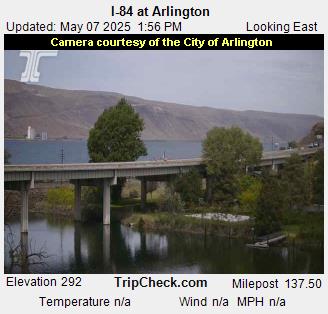 I-84 at Arlington
Updated: May 07 2025 1:56 PM Looking East
Camera courtesy of the City of Arlington
Elevation 292 TripCheck.com Milepost 137.50
Temperature n/a Wind n/a MPH n/a